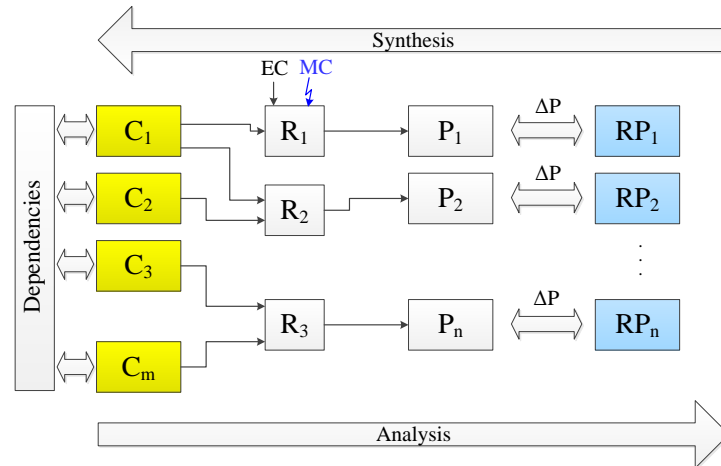 Synthesis
EC MC
Dependencies
C₁ R₁ P₁ ΔP RP₁
C₂ R₂ P₂ ΔP RP₂
C₃
. . .
R₃ Pₙ ΔP RPₙ
Cₘ
Analysis